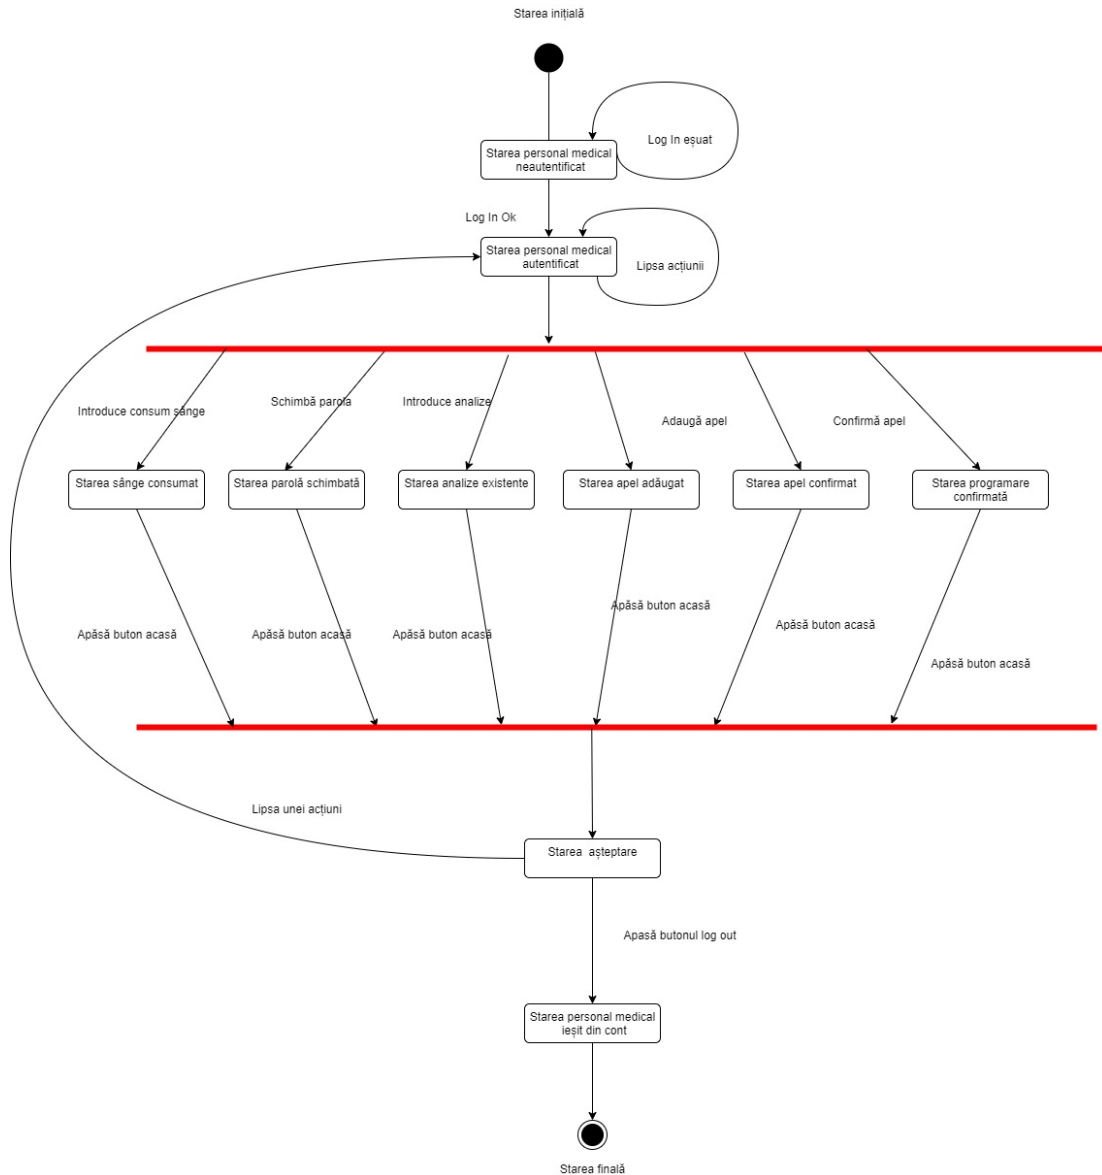 Starea inițială
Log In eșuat
Starea personal medical
neautentificat
Log In Ok
Starea personal medical
autentificat
Lipsa acțiunii
Introduce consum sânge
Schimbă parola
Introduce analize
Adaugă apel
Confirmă apel
Starea sânge consumat
Starea parolă schimbată
Starea analize existente
Starea apel adăugat
Starea apel confirmat
Starea programare
confirmată
Apăsă buton acasă
Apăsă buton acasă
Apăsă buton acasă
Apăsă buton acasă
Apăsă buton acasă
Apăsă buton acasă
Lipsa unei acțiuni
Starea așteptare
Apasă butonul log out
Starea personal medical
ieșit din cont
Starea finală